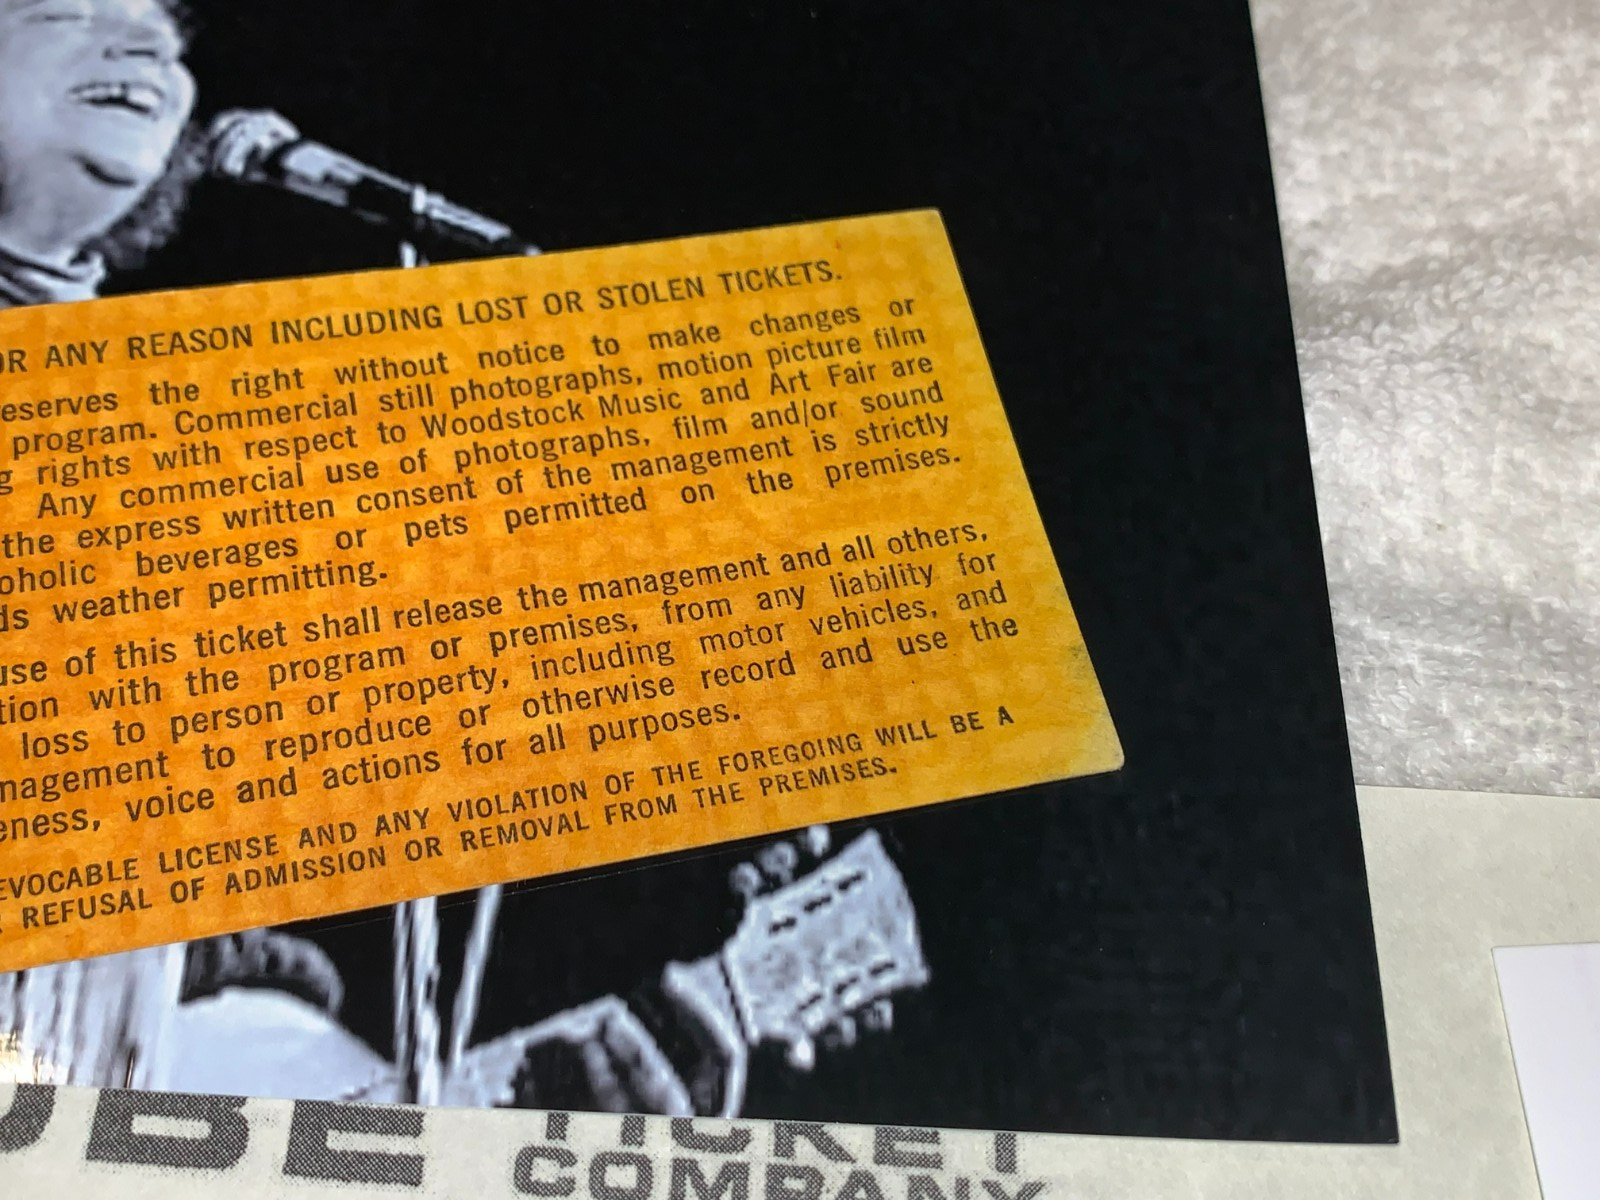 OR ANY REASON INCLUDING LOST OR STOLEN TICKETS.
eserves the right without notice to make changes or
program. Commercial still photographs, motion picture film
g rights with respect to Woodstock Music and Art Fair are
Any commercial use of photographs, film and/or sound
the express written consent of the management is strictly
oholic beverages or pets permitted on the premises.
ds weather permitting.
use of this ticket shall release the management and all others,
tion with the program or premises, from any liability for
loss to person or property, including motor vehicles, and
nagement to reproduce or otherwise record and use the
eness, voice and actions for all purposes.
EVOCABLE LICENSE AND ANY VIOLATION OF THE FOREGOING WILL BE A
R REFUSAL OF ADMISSION OR REMOVAL FROM THE PREMISES.
OBE TICKET
COMPANY